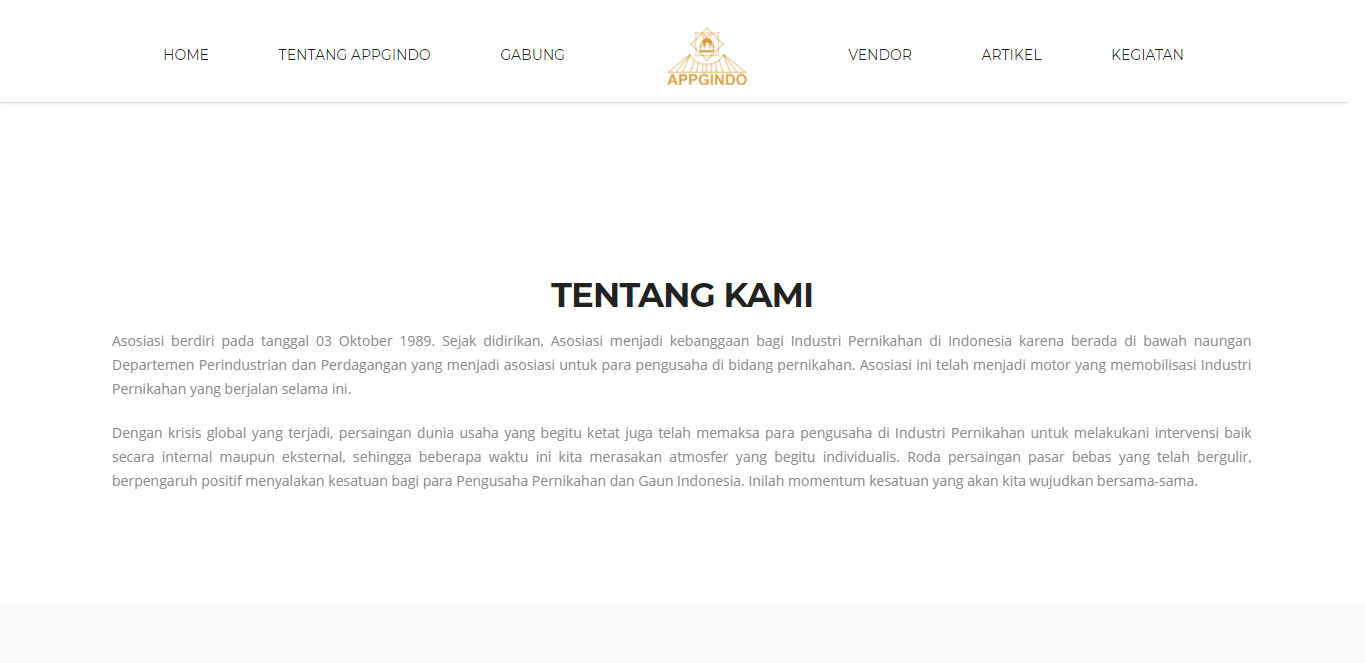 HOME
TENTANG APPGINDO
GABUNG
APPGINDO
VENDOR
ARTIKEL
KEGIATAN
TENTANG KAMI
Asosiasi berdiri pada tanggal 03 Oktober 1989. Sejak didirikan, Asosiasi menjadi kebanggaan bagi Industri Pernikahan di Indonesia karena berada di bawah naungan
Departemen Perindustrian dan Perdagangan yang menjadi asosiasi untuk para pengusaha di bidang pernikahan. Asosiasi ini telah menjadi motor yang memobilisasi Industri
Pernikahan yang berjalan selama ini.
Dengan krisis global yang terjadi, persaingan dunia usaha yang begitu ketat juga telah memaksa para pengusaha di Industri Pernikahan untuk melakukani intervensi baik
secara internal maupun eksternal, sehingga beberapa waktu ini kita merasakan atmosfer yang begitu individualis. Roda persaingan pasar bebas yang telah bergulir,
berpengaruh positif menyalakan kesatuan bagi para Pengusaha Pernikahan dan Gaun Indonesia. Inilah momentum kesatuan yang akan kita wujudkan bersama-sama.